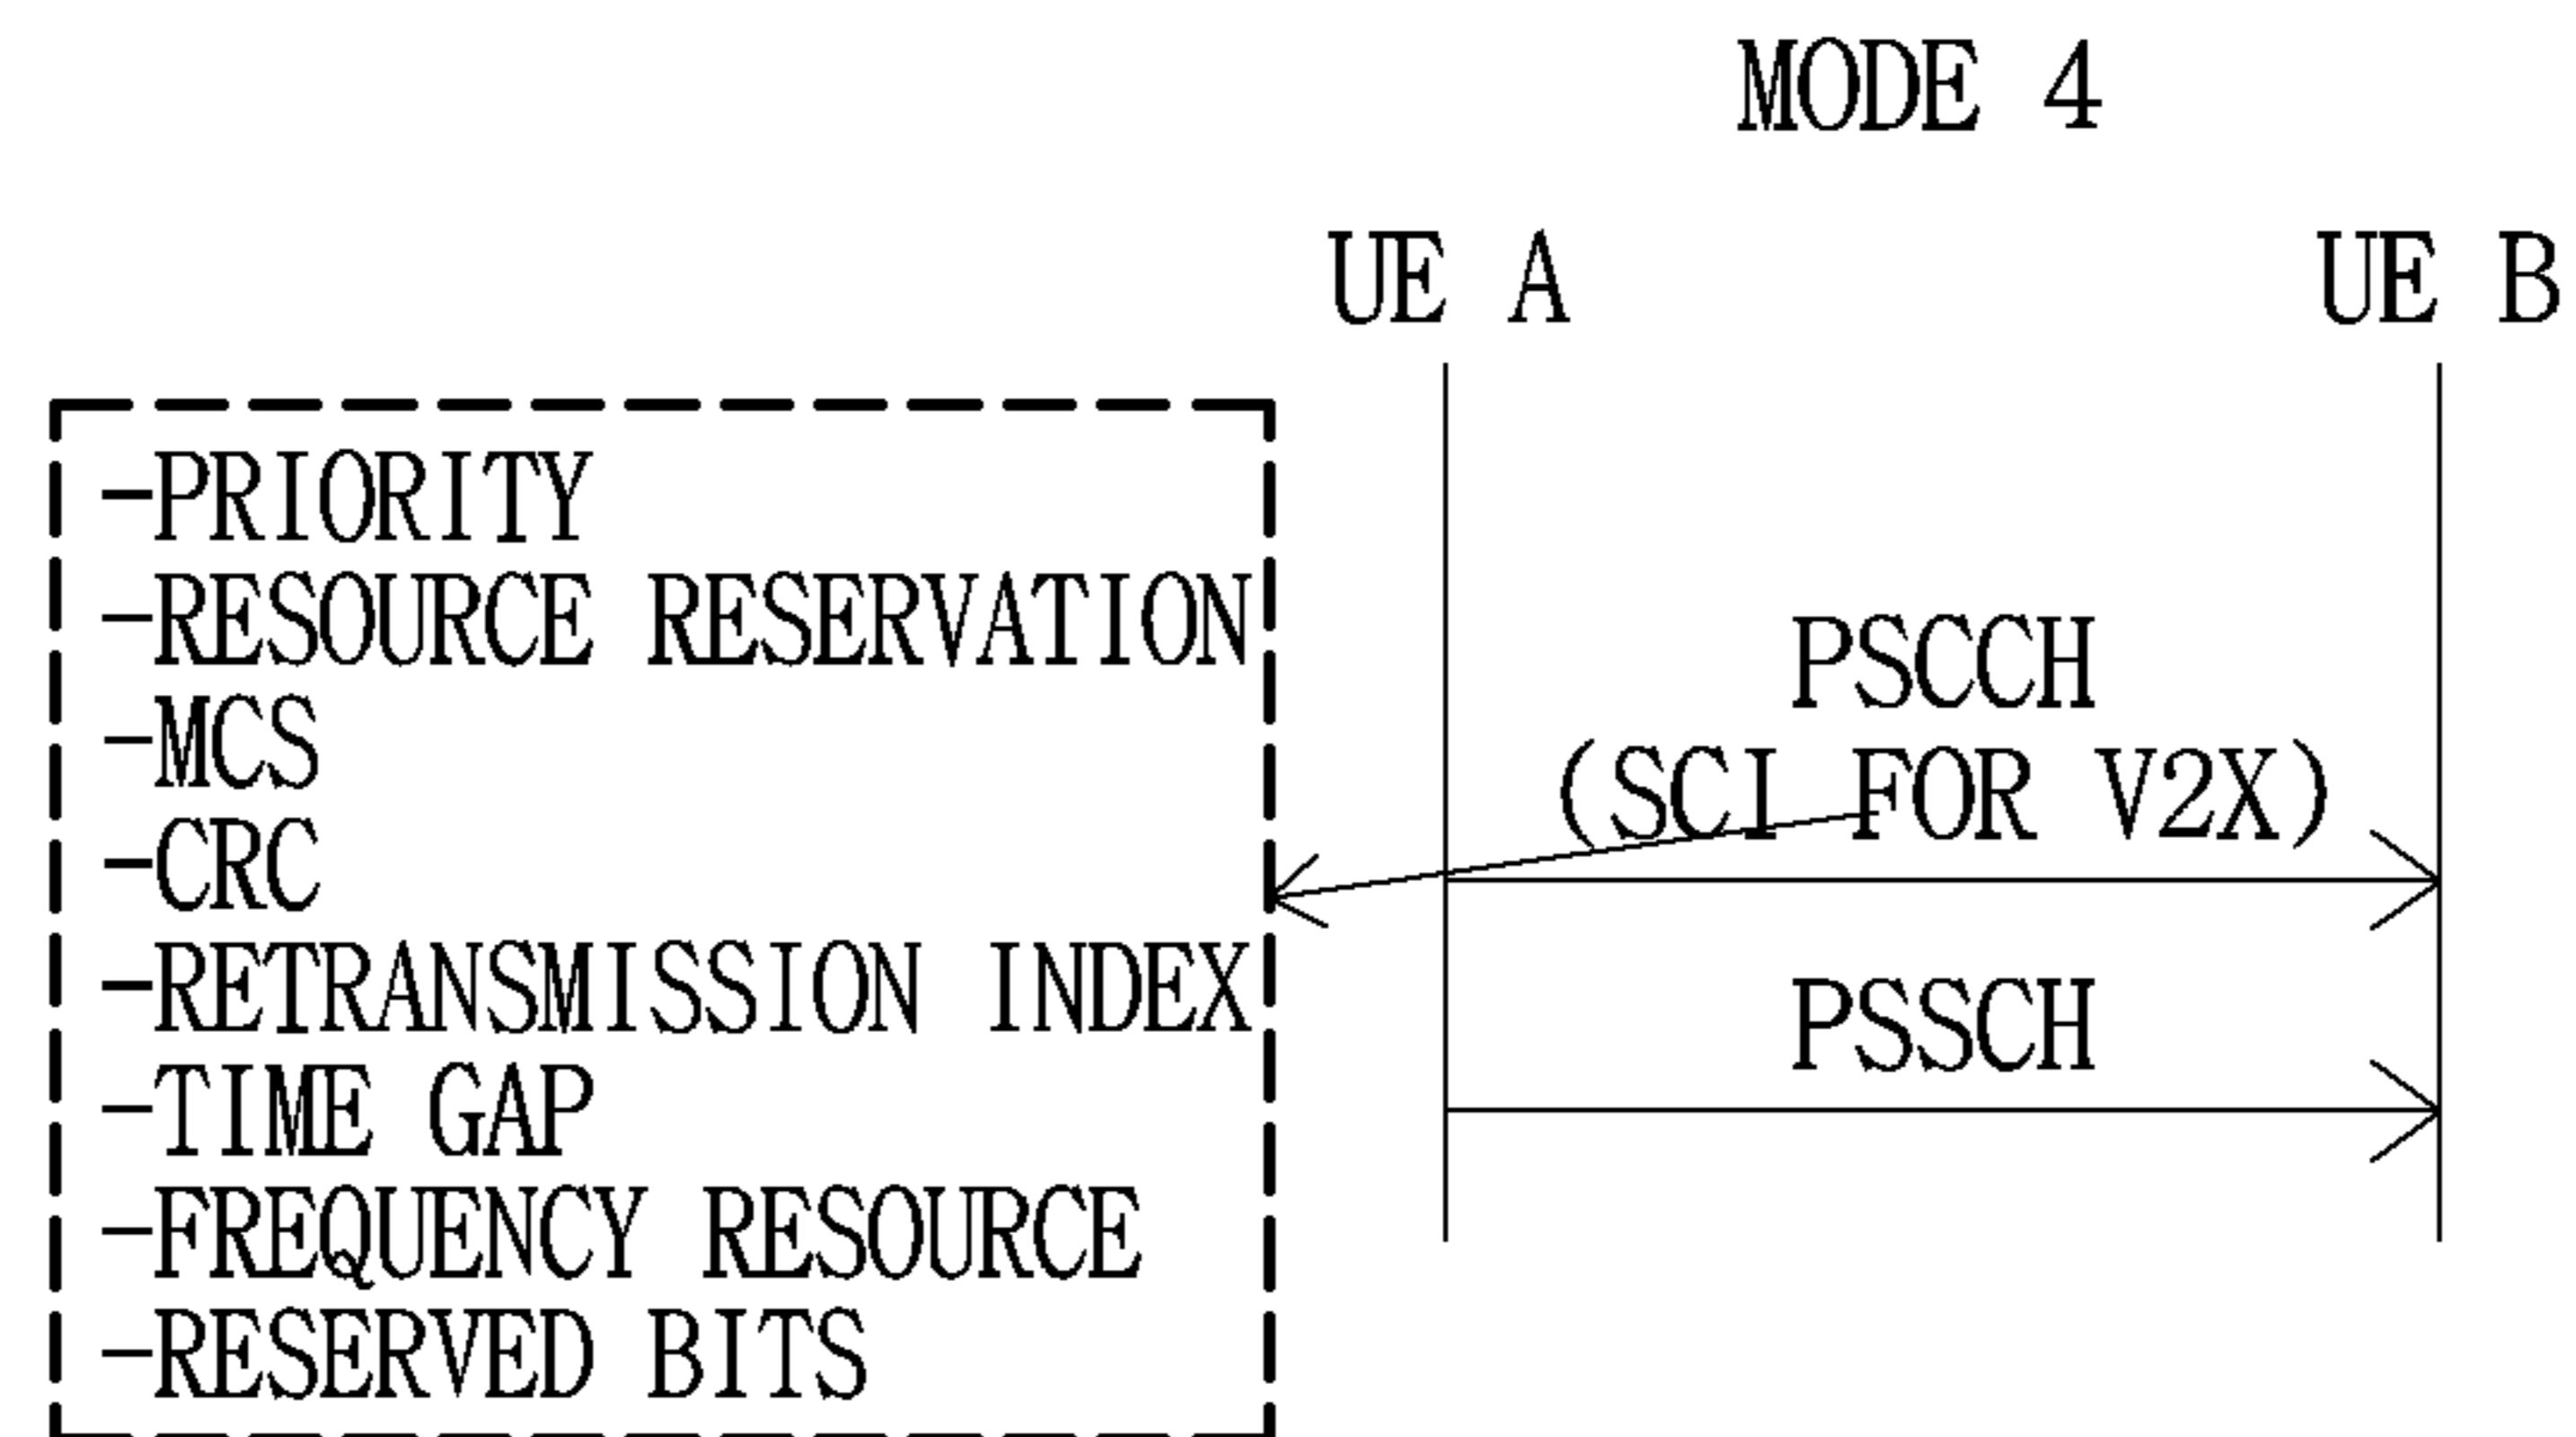 MODE 4
UE A
UE B
-PRIORITY
-RESOURCE RESERVATION
-MCS
-CRC
-RETRANSMISSION INDEX
-TIME GAP
-FREQUENCY RESOURCE
-RESERVED BITS
PSCCH
(SCI FOR V2X)
PSSCH